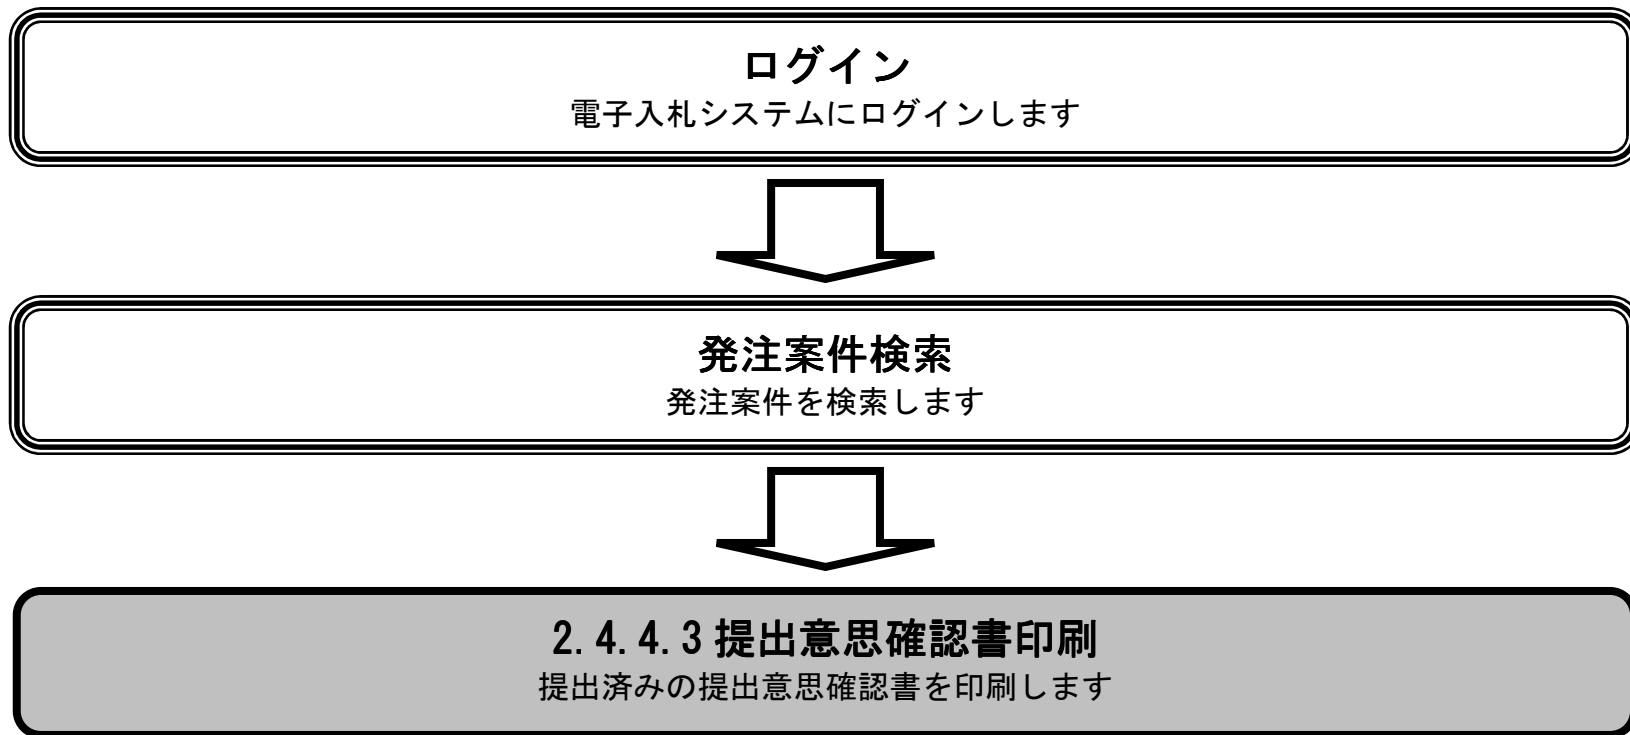 ログイン
電子入札システムにログインします
発注案件検索
発注案件を検索します
2.4.4.3 提出意思確認書印刷
提出済みの提出意思確認書を印刷します